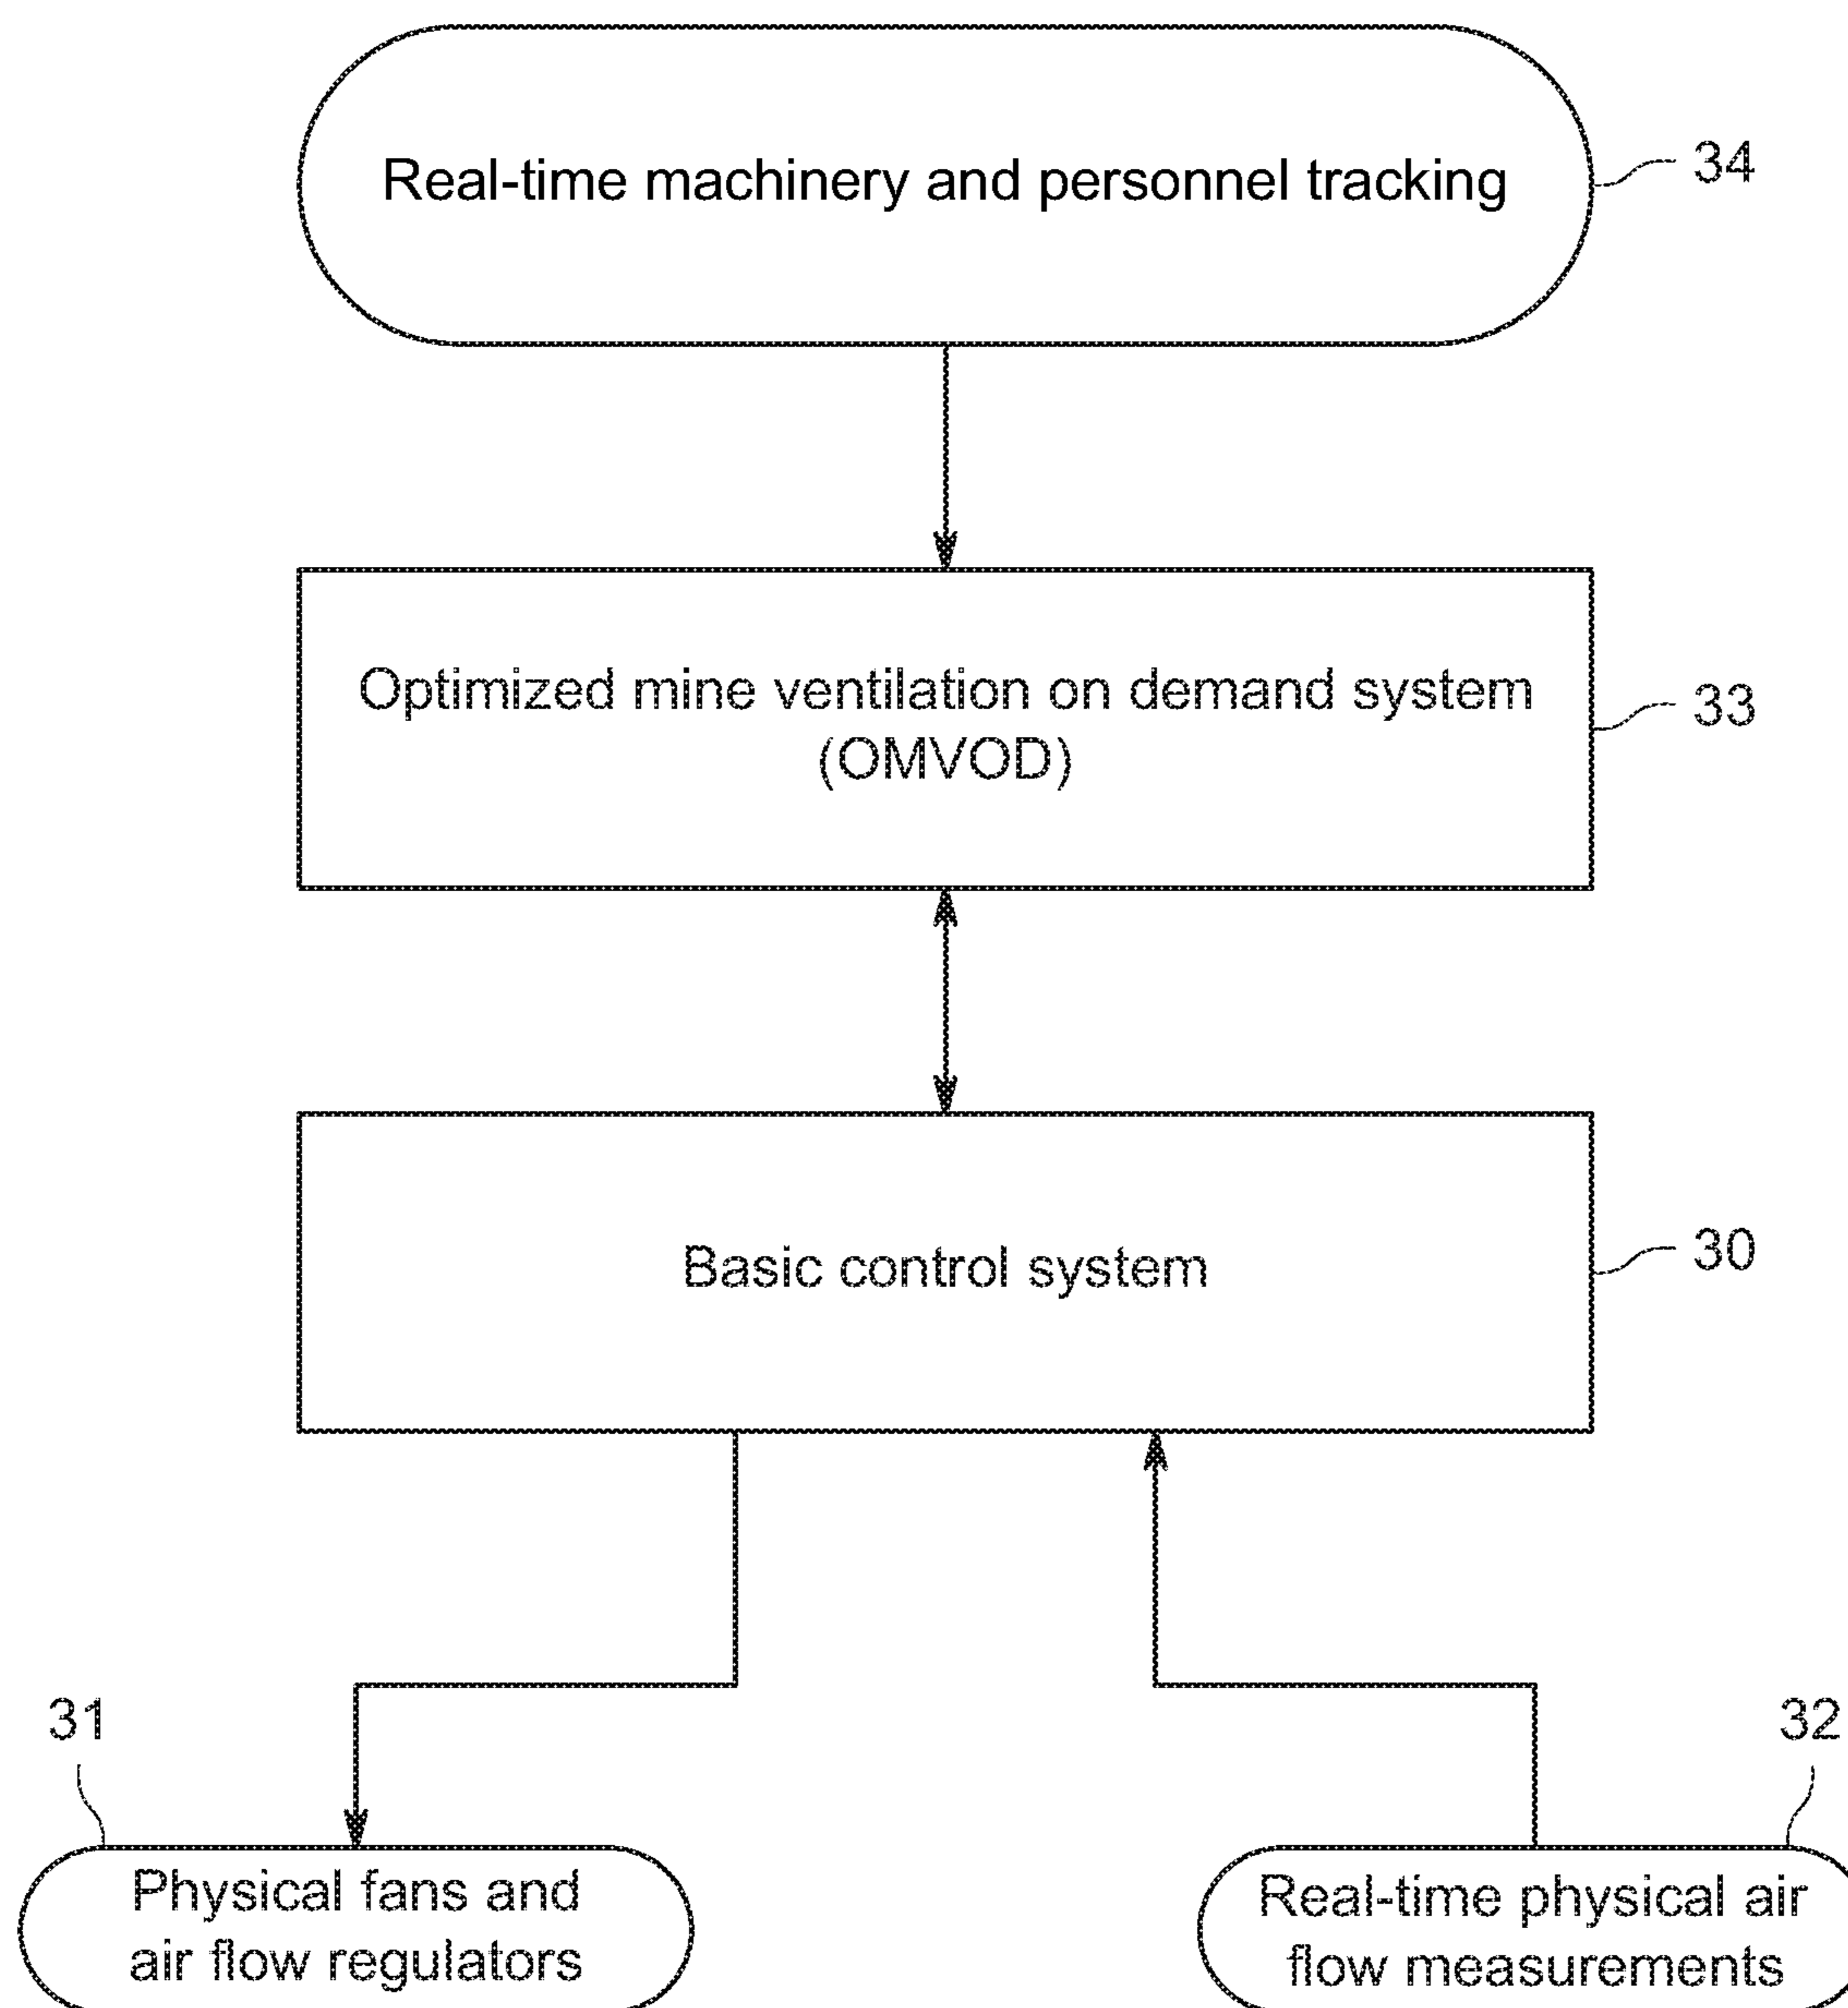 Real-time machinery and personnel tracking
34
Optimized mine ventilation on demand system
(OMVOD)
33
Basic control system
30
31
32
Physical fans and
air flow regulators
Real-time physical air
flow measurements